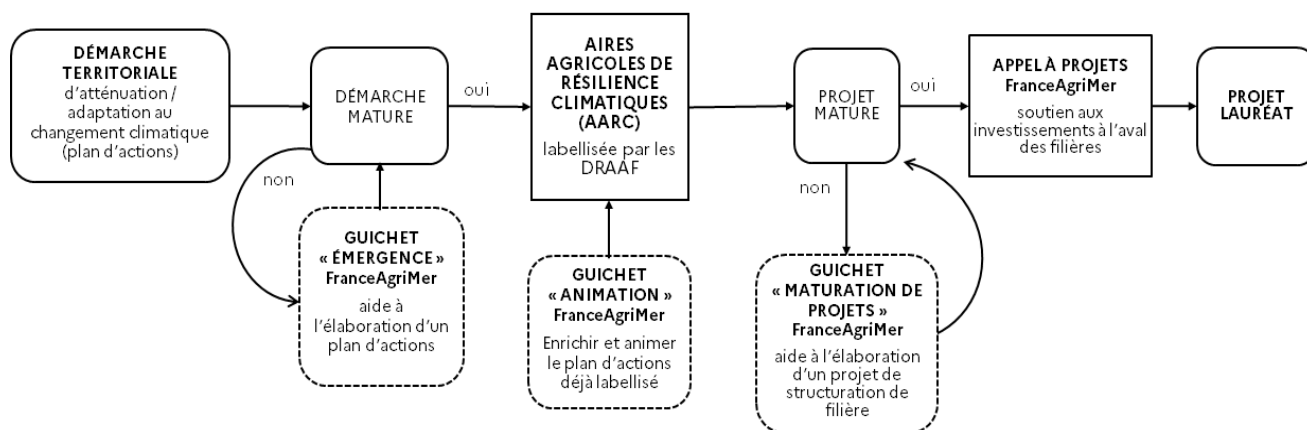 DÉMARCHE
TERRITORIALE
d'atténuation /
adaptation au
changement climatique
(plan d'actions)
DÉMARCHE
MATURE
oui
non
GUICHET
« ÉMERGENCE »
FranceAgriMer
aide à
l'élaboration d'un
plan d'actions
AIRES
AGRICOLES DE
RÉSILIENCE
CLIMATIQUES
(AARC)
labellisée par les
DRAAF
GUICHET
« ANIMATION »
FranceAgriMer
Enrichir et animer
le plan d'actions
déjà labellisé
PROJET
MATURE
oui
non
GUICHET
« MATURATION DE
PROJETS »
FranceAgriMer
aide à l'élaboration
d'un projet de
structuration de
filière
APPEL À PROJETS
FranceAgriMer
soutien aux
investissements à l'aval
des filières
PROJET
LAURÉAT